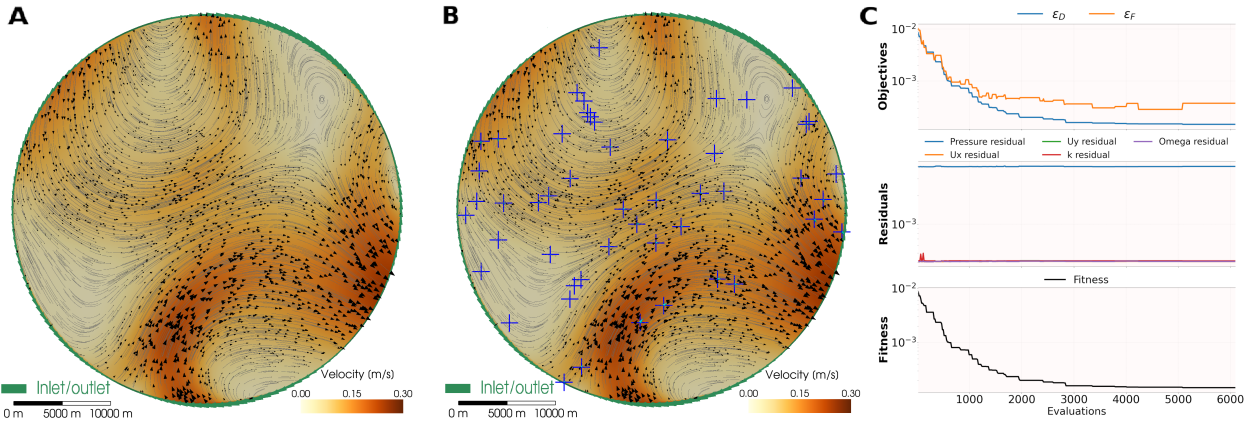 A
Inlet/outlet
0 m 5000 m 10000 m
Velocity (m/s)
0.00 0.15 0.30
B
Inlet/outlet
0 m 5000 m 10000 m
Velocity (m/s)
0.00 0.15 0.30
C
ε_D ε_F
Objectives
10⁻²
10⁻³
Pressure residual Uy residual Omega residual
Ux residual k residual
Residuals
10⁻³
Fitness
Fitness
10⁻²
10⁻³
1000 2000 3000 4000 5000 6000
Evaluations